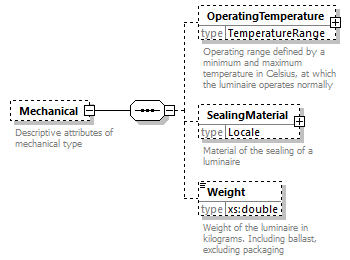 OperatingTemperature
type TemperatureRange
Operating range defined by a
minimum and maximum
temperature in Celsius, at which
the luminaire operates normally
Mechanical
Descriptive attributes of
mechanical type
SealingMaterial
type Locale
Material of the sealing of a
luminaire
Weight
type xs:double
Weight of the luminaire in
kilograms. Including ballast,
excluding packaging